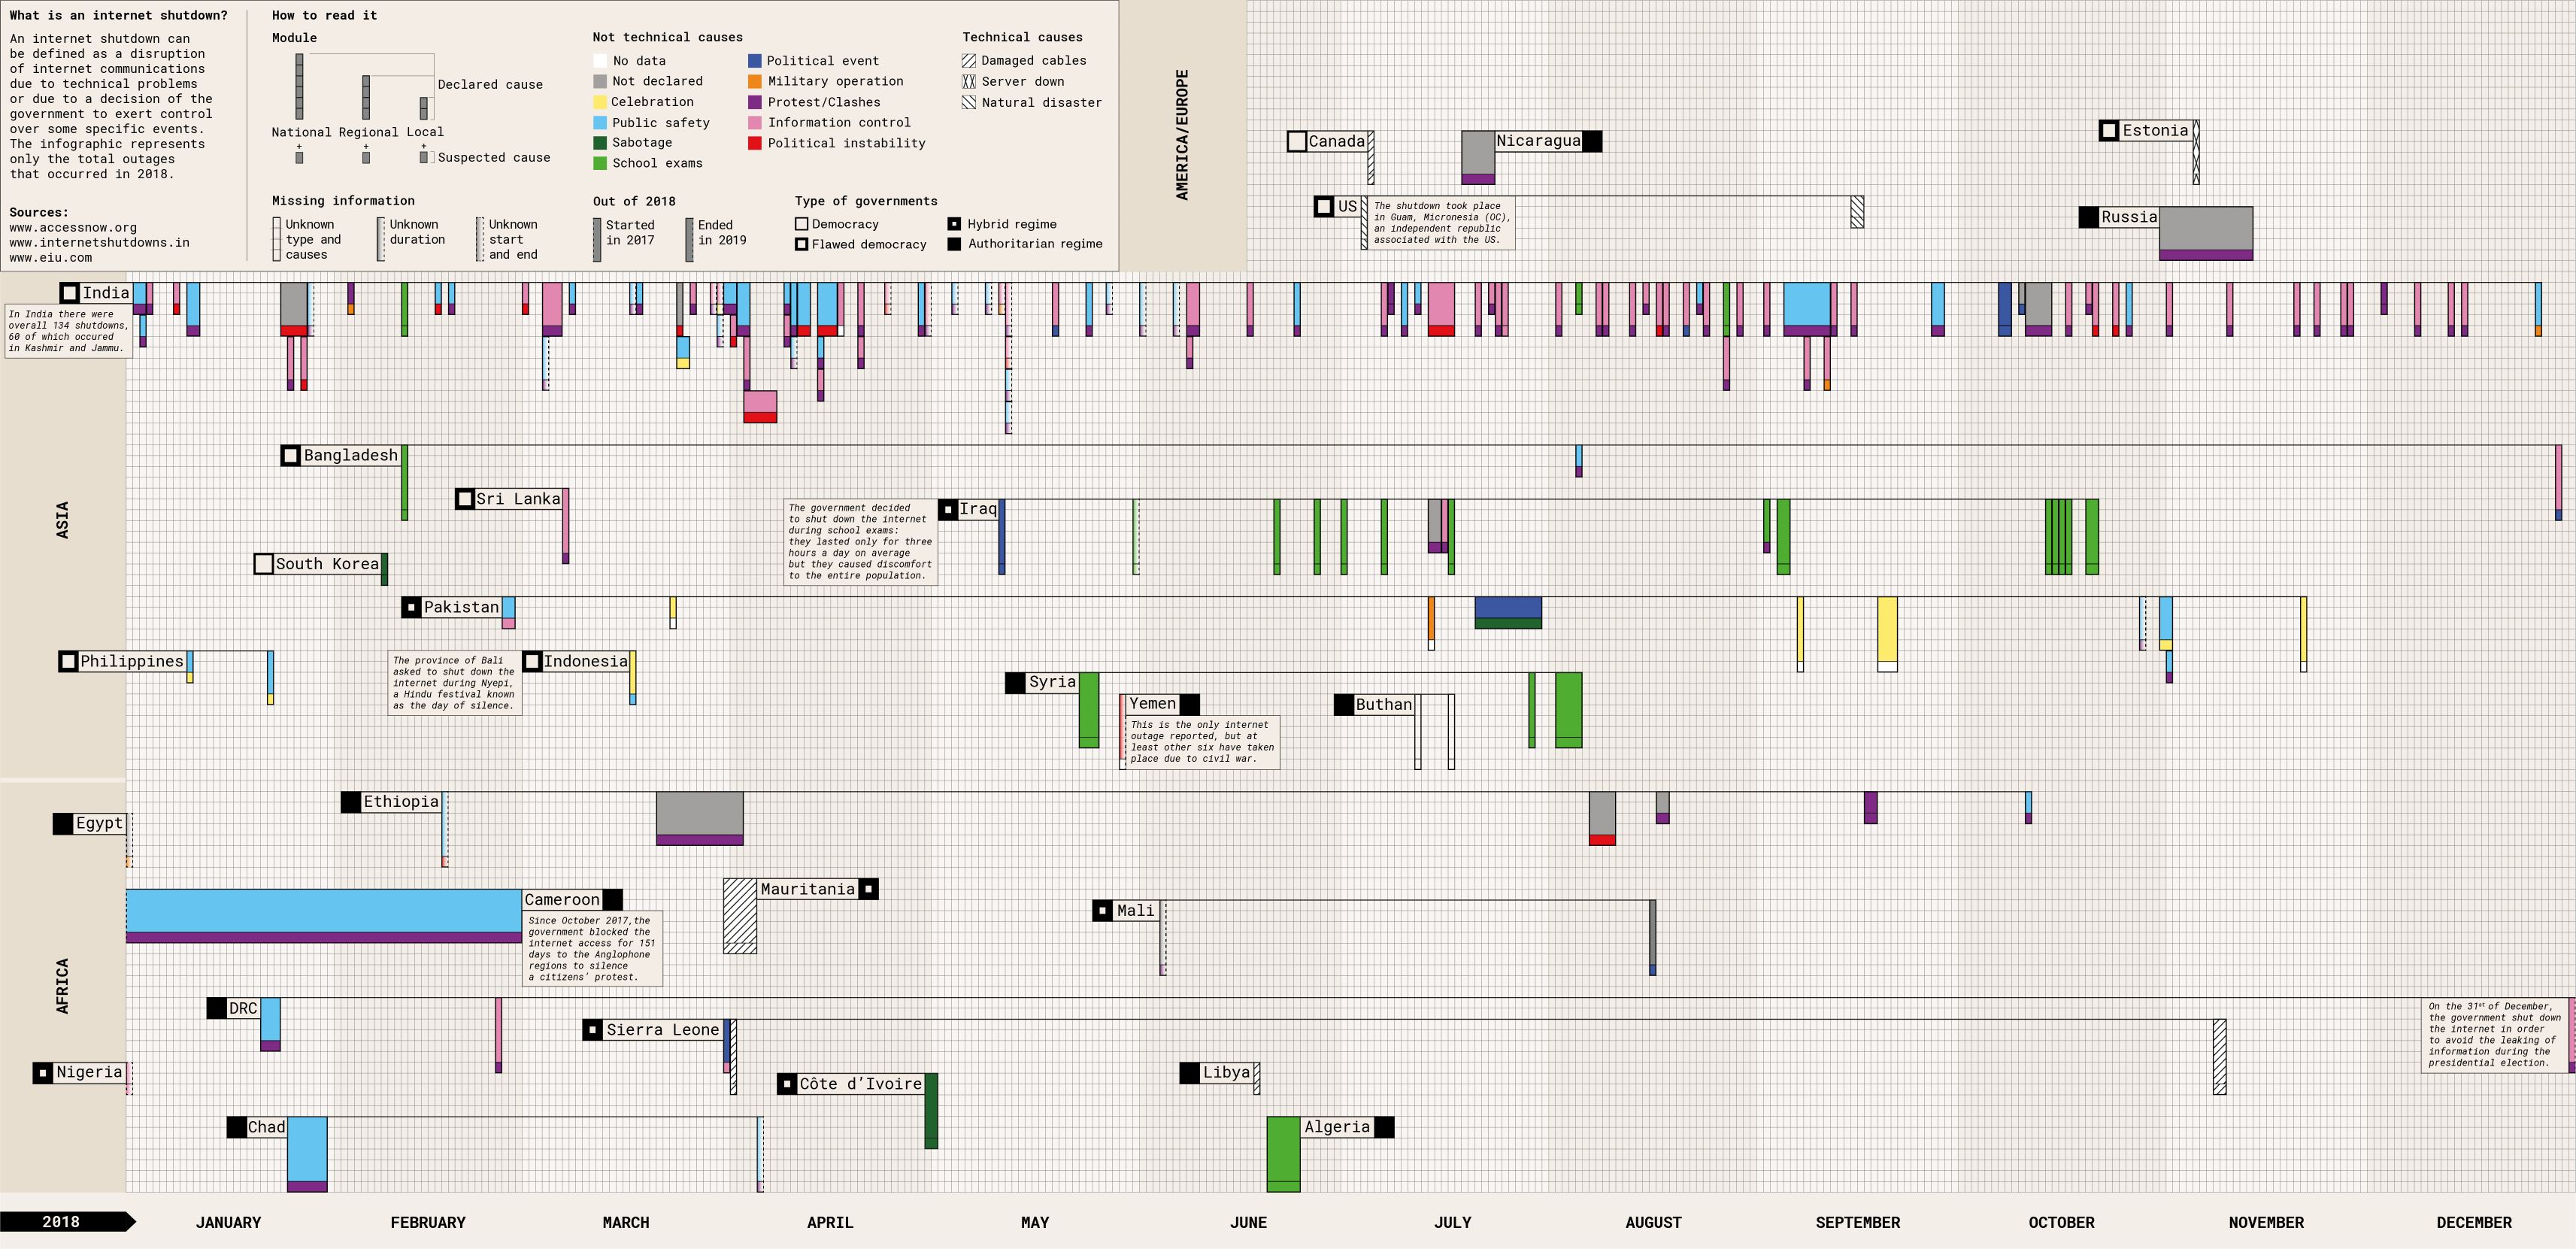 What is an internet shutdown?
An internet shutdown can
be defined as a disruption
of internet communications
due to technical problems
or due to a decision of the
government to exert control
over some specific events.
The infographic represents
only the total outages
that occurred in 2018.
Sources:
www.accessnow.org
www.internetshutdowns.in
www.eiu.com
How to read it
Module
Declared cause
National Regional Local
+ + +
Suspected cause
Missing information
Unknown
type and
causes
Unknown
duration
Unknown
start
and end
Not technical causes
No data
Not declared
Celebration
Public safety
Sabotage
School exams
Political event
Military operation
Protest/Clashes
Information control
Political instability
Technical causes
Damaged cables
Server down
Natural disaster
Out of 2018
Started
in 2017
Ended
in 2019
Type of governments
Democracy
Flawed democracy
Hybrid regime
Authoritarian regime
AMERICA/EUROPE
Canada
Nicaragua
Estonia
US
The shutdown took place
in Guam, Micronesia (OC),
an independent republic
associated with the US.
Russia
ASIA
India
In India there were
overall 134 shutdowns,
60 of which occured
in Kashmir and Jammu.
Bangladesh
Sri Lanka
The government decided
to shut down the internet
during school exams:
they lasted only for three
hours a day on average
but they caused discomfort
to the entire population.
Iraq
South Korea
Pakistan
Philippines
The province of Bali
asked to shut down the
internet during Nyepi,
a Hindu festival known
as the day of silence.
Indonesia
Syria
Yemen
This is the only internet
outage reported, but at
least other six have taken
place due to civil war.
Buthan
AFRICA
Ethiopia
Egypt
Cameroon
Since October 2017,the
government blocked the
internet access for 151
days to the Anglophone
regions to silence
a citizens' protest.
Mauritania
Mali
DRC
On the 31st of December,
the government shut down
the internet in order
to avoid the leaking of
information during the
presidential election.
Sierra Leone
Nigeria
Côte d’Ivoire
Libya
Chad
Algeria
2018 JANUARY FEBRUARY MARCH APRIL MAY JUNE JULY AUGUST SEPTEMBER OCTOBER NOVEMBER DECEMBER